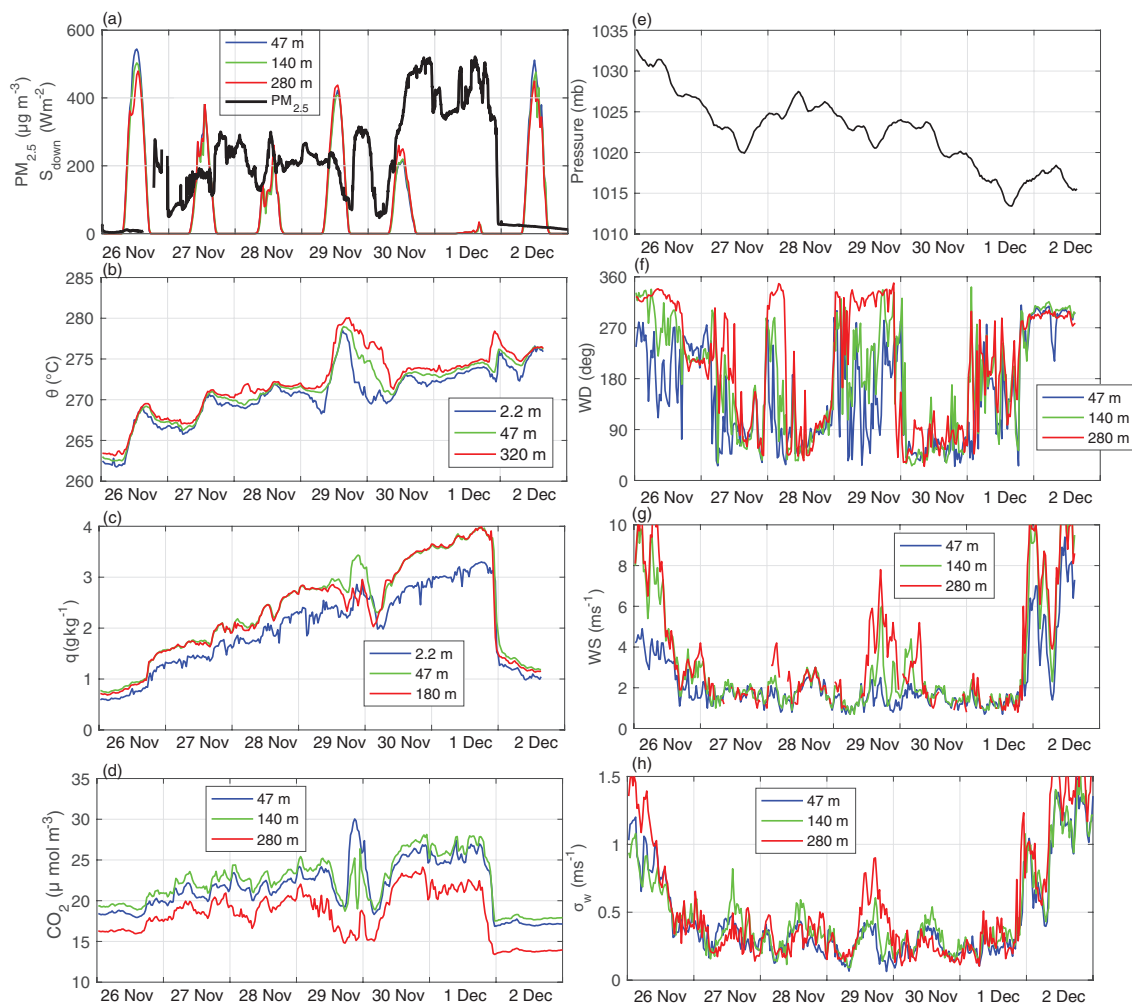 (a)
PM2.5 (µg m-3)
Sdown (Wm-2)
600
400
200
0
47 m
140 m
280 m
PM2.5
26 Nov 27 Nov 28 Nov 29 Nov 30 Nov 1 Dec 2 Dec
(b)
θ (°C)
285
280
275
270
265
260
2.2 m
47 m
320 m
26 Nov 27 Nov 28 Nov 29 Nov 30 Nov 1 Dec 2 Dec
(c)
q(gkg-1)
4
3
2
1
0
2.2 m
47 m
180 m
26 Nov 27 Nov 28 Nov 29 Nov 30 Nov 1 Dec 2 Dec
(d)
CO2 (µ mol m-3)
35
30
25
20
15
10
47 m
140 m
280 m
26 Nov 27 Nov 28 Nov 29 Nov 30 Nov 1 Dec 2 Dec
(e)
Pressure (mb)
1030
1020
1010
26 Nov 27 Nov 28 Nov 29 Nov 30 Nov 1 Dec 2 Dec
(f)
WD (deg)
360
270
180
90
0
47 m
140 m
280 m
26 Nov 27 Nov 28 Nov 29 Nov 30 Nov 1 Dec 2 Dec
(g)
WS (ms-1)
10
8
6
4
2
0
47 m
140 m
280 m
26 Nov 27 Nov 28 Nov 29 Nov 30 Nov 1 Dec 2 Dec
(h)
σw (ms-1)
1.5
1
0.5
0
47 m
140 m
280 m
26 Nov 27 Nov 28 Nov 29 Nov 30 Nov 1 Dec 2 Dec